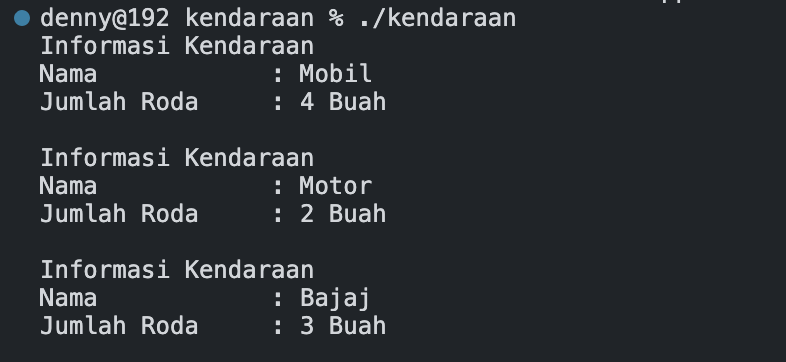 denny@192 kendaraan % ./kendaraan
Informasi Kendaraan
Nama            : Mobil
Jumlah Roda     : 4 Buah

Informasi Kendaraan
Nama            : Motor
Jumlah Roda     : 2 Buah

Informasi Kendaraan
Nama            : Bajaj
Jumlah Roda     : 3 Buah